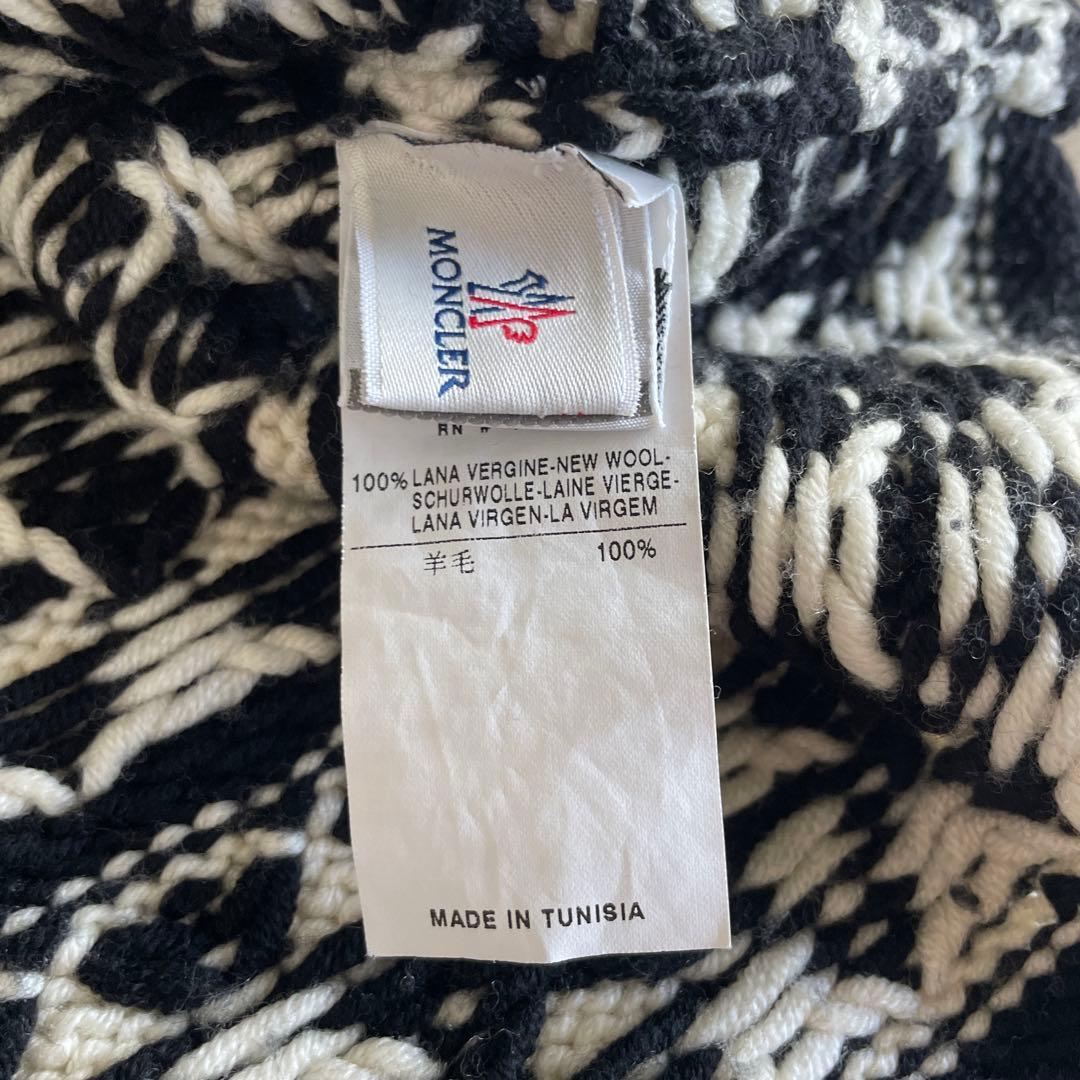 MONCLER
RN #
100% LANA VERGINE-NEW WOOL-
SCHURWOLLE-LAINE VIERGE-
LANA VIRGEN-LA VIRGEM
羊毛 100%
MADE IN TUNISIA